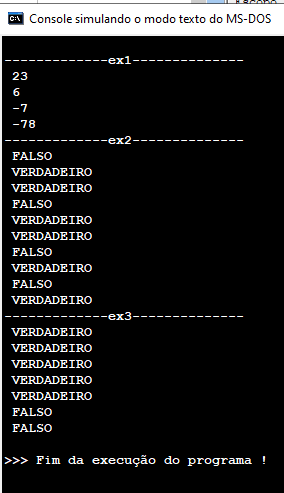 Console simulando o modo texto do MS-DOS
-------------ex1--------------
23
6
-7
-78
-------------ex2--------------
FALSO
VERDADEIRO
VERDADEIRO
FALSO
VERDADEIRO
VERDADEIRO
FALSO
VERDADEIRO
FALSO
VERDADEIRO
-------------ex3--------------
VERDADEIRO
VERDADEIRO
VERDADEIRO
VERDADEIRO
VERDADEIRO
FALSO
FALSO
>>> Fim da execução do programa !